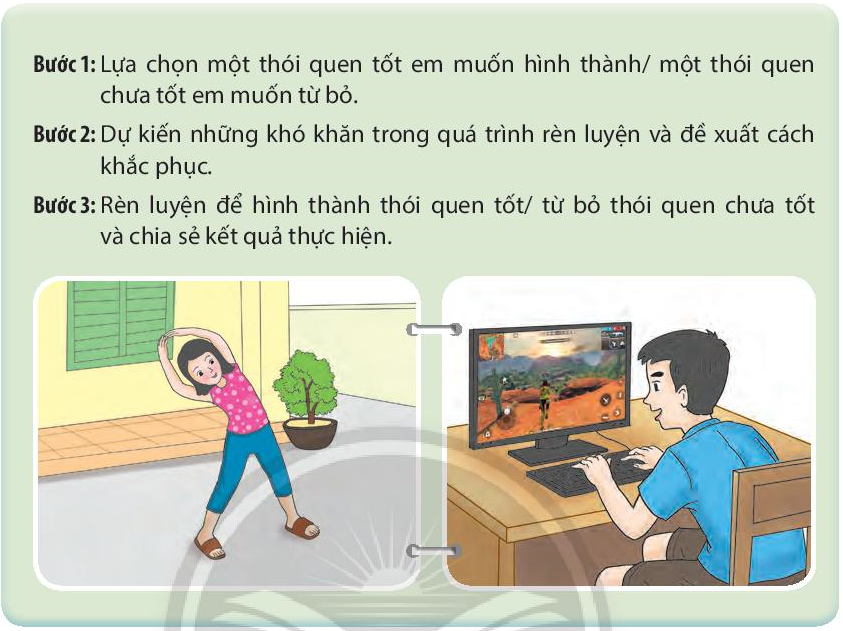 Bước 1: Lựa chọn một thói quen tốt em muốn hình thành/ một thói quen
chưa tốt em muốn từ bỏ.
Bước 2: Dự kiến những khó khăn trong quá trình rèn luyện và đề xuất cách
khắc phục.
Bước 3: Rèn luyện để hình thành thói quen tốt/ từ bỏ thói quen chưa tốt
và chia sẻ kết quả thực hiện.